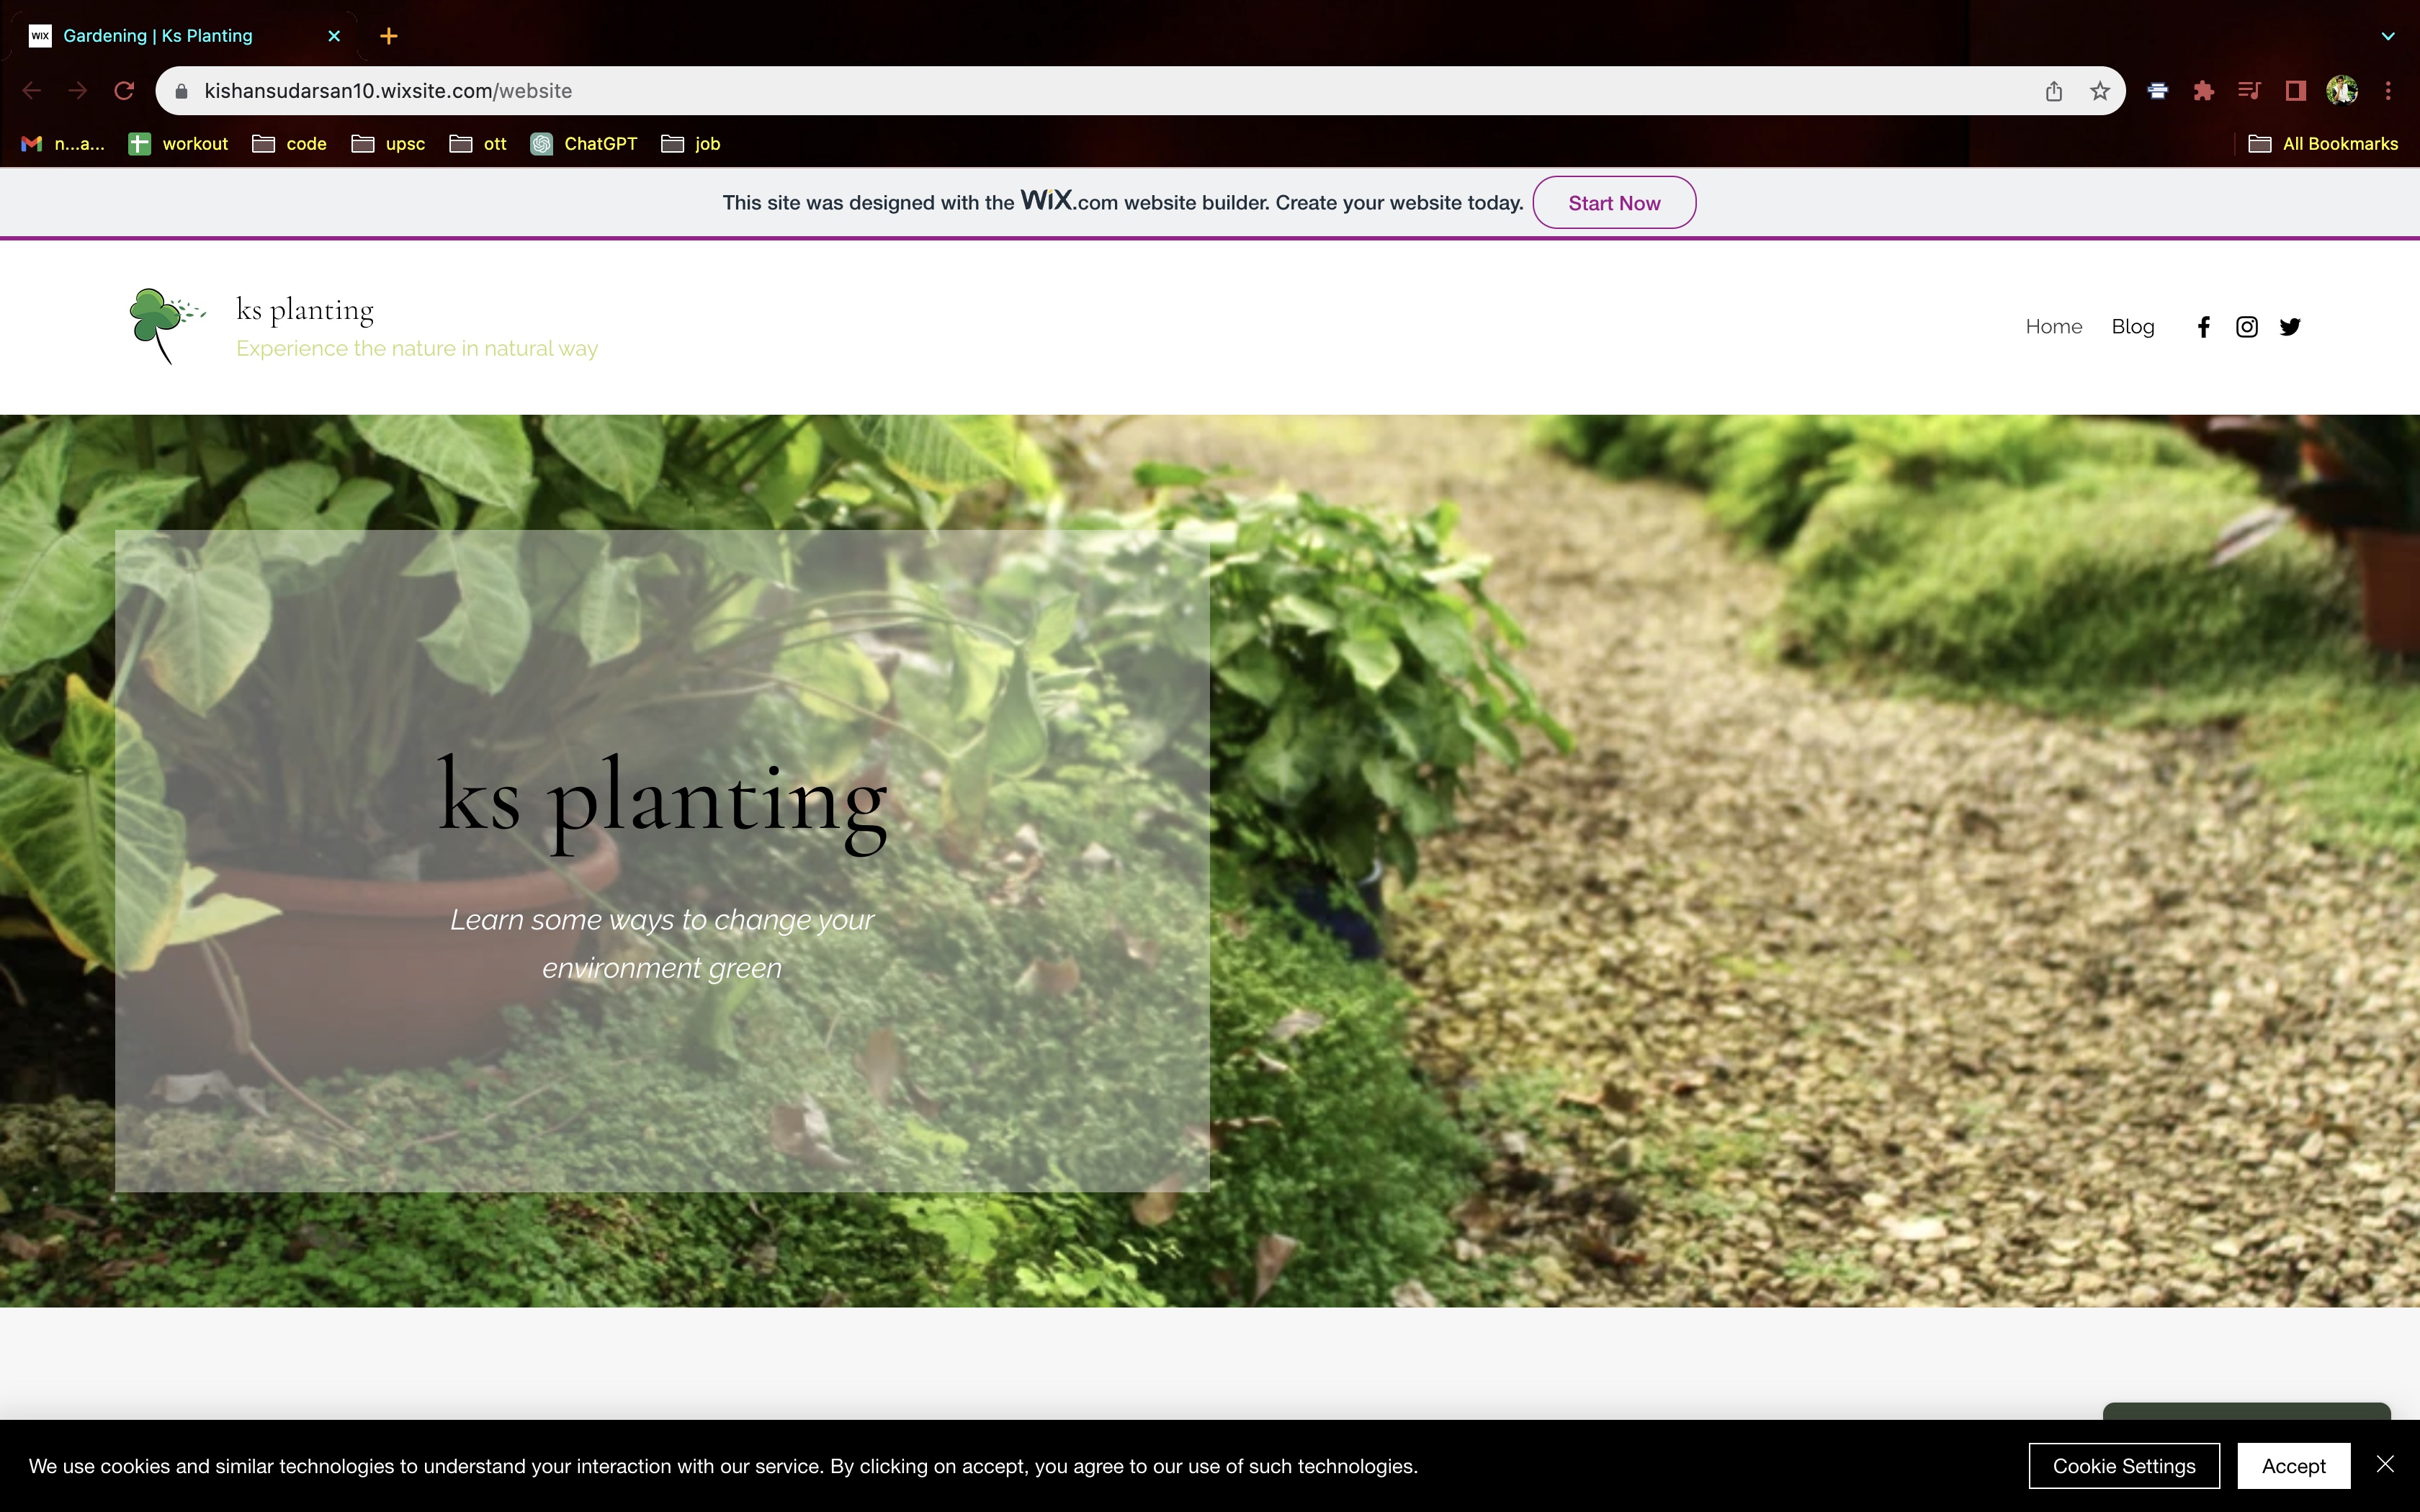 WIX Gardening | Ks Planting
kishansudarsan10.wixsite.com/website
n...a... workout code upsc ott ChatGPT job All Bookmarks
This site was designed with the WiX.com website builder. Create your website today. Start Now
ks planting
Experience the nature in natural way
Home Blog
ks planting
Learn some ways to change your
environment green
We use cookies and similar technologies to understand your interaction with our service. By clicking on accept, you agree to our use of such technologies. Cookie Settings Accept